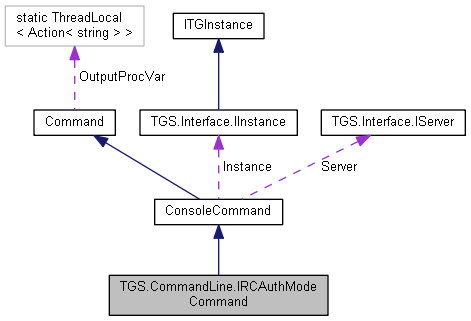 static ThreadLocal
< Action< string > >
ITGInstance
OutputProcVar
Command
TGS.Interface.IInstance
TGS.Interface.IServer
Instance
Server
ConsoleCommand
TGS.CommandLine.IRCAuthMode
Command